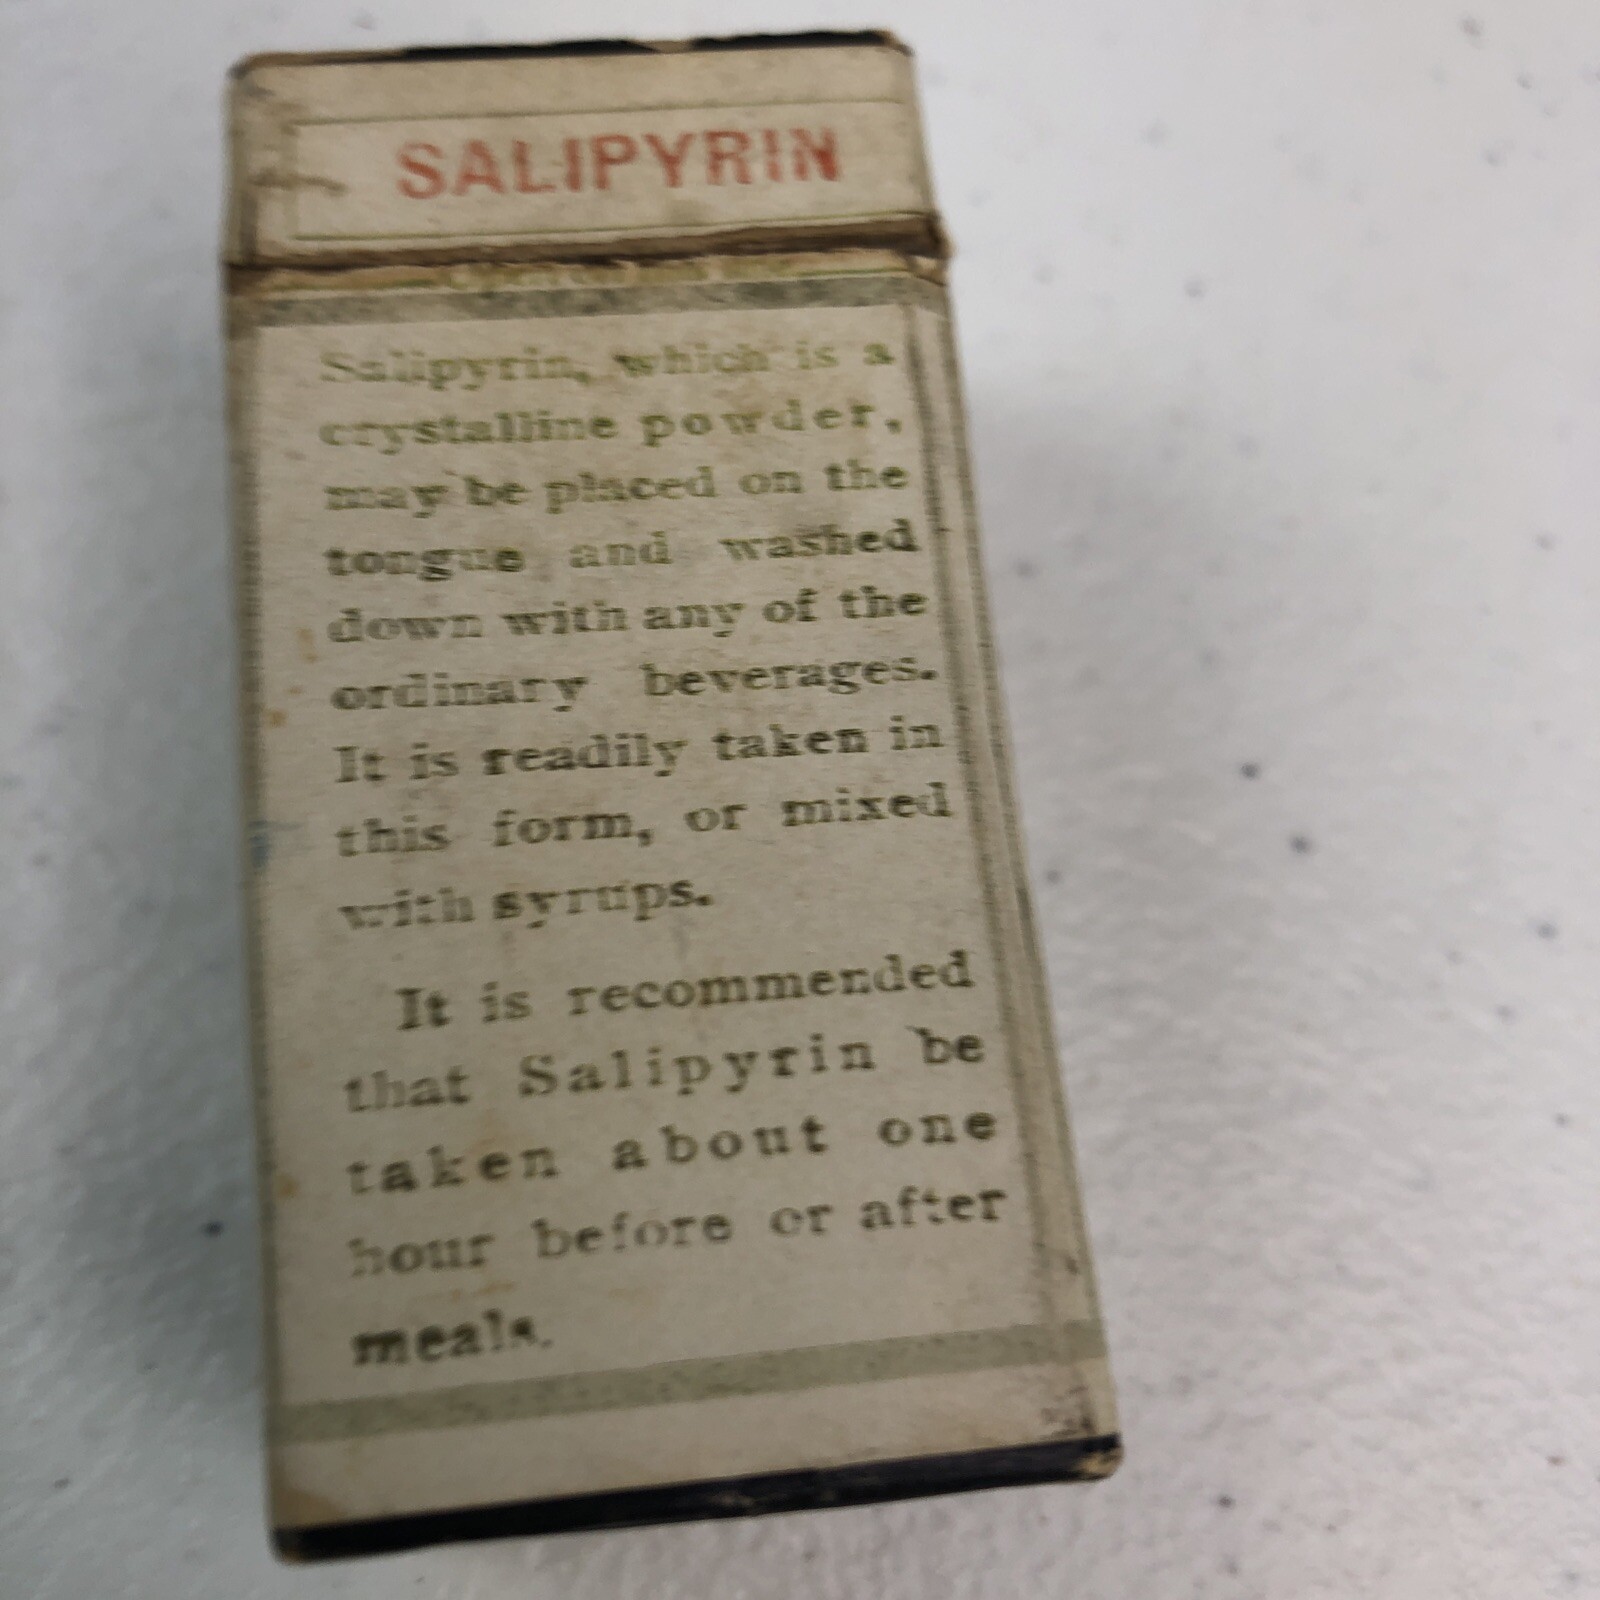 SALIPYRIN
Salipyrin, which is a
crystalline powder,
may be placed on the
tongue and washed
down with any of the
ordinary beverages.
It is readily taken in
this form, or mixed
with syrups.
It is recommended
that Salipyrin be
taken about one
hour before or after
meals.